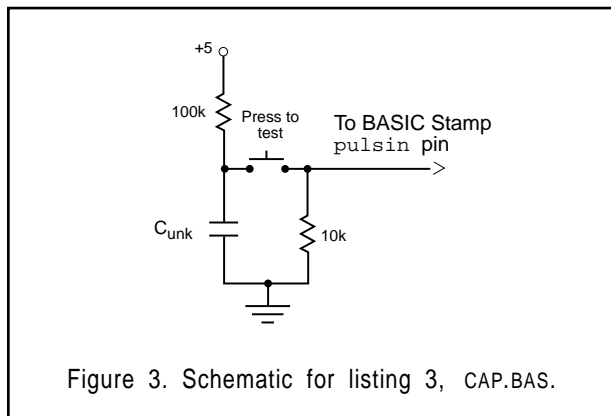 +5
100k
Press to
test
To BASIC Stamp
pulsin pin
Cunk
10k
Figure 3. Schematic for listing 3, CAP.BAS.